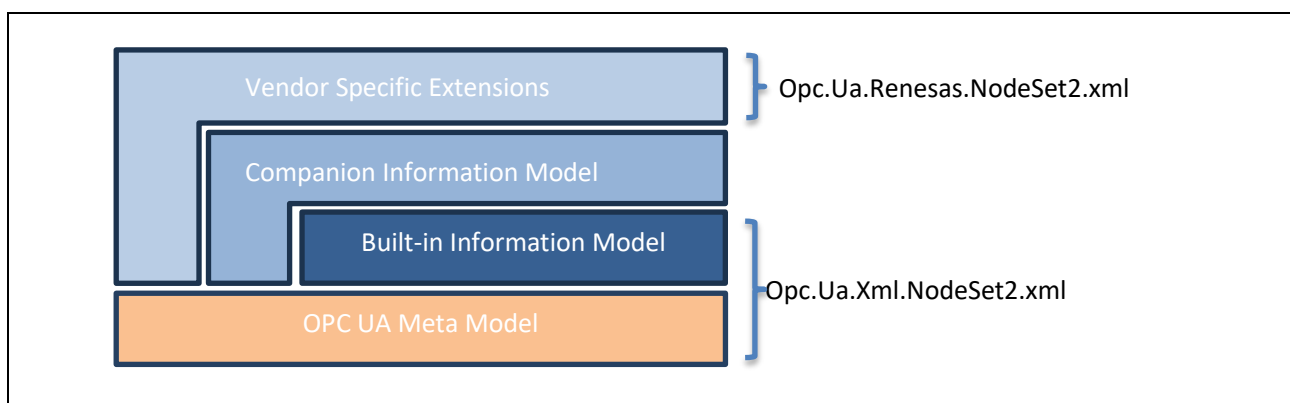 Vendor Specific Extensions
Opc.Ua.Renesas.NodeSet2.xml
Companion Information Model
Built-in Information Model
Opc.Ua.Xml.NodeSet2.xml
OPC UA Meta Model